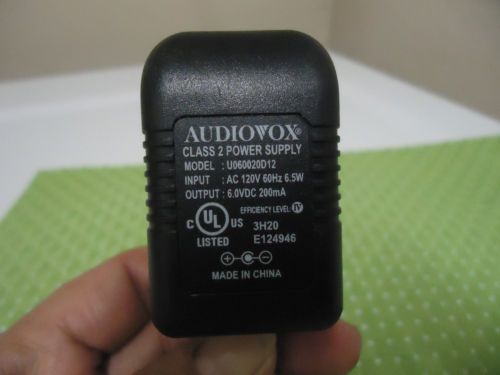 AUDIOVOX®
CLASS 2 POWER SUPPLY
MODEL : U060020D12
INPUT : AC 120V 60Hz 6.5W
OUTPUT : 6.0VDC 200mA
EFFICIENCY LEVEL: IV
C UL US
LISTED
3H20
E124946
MADE IN CHINA